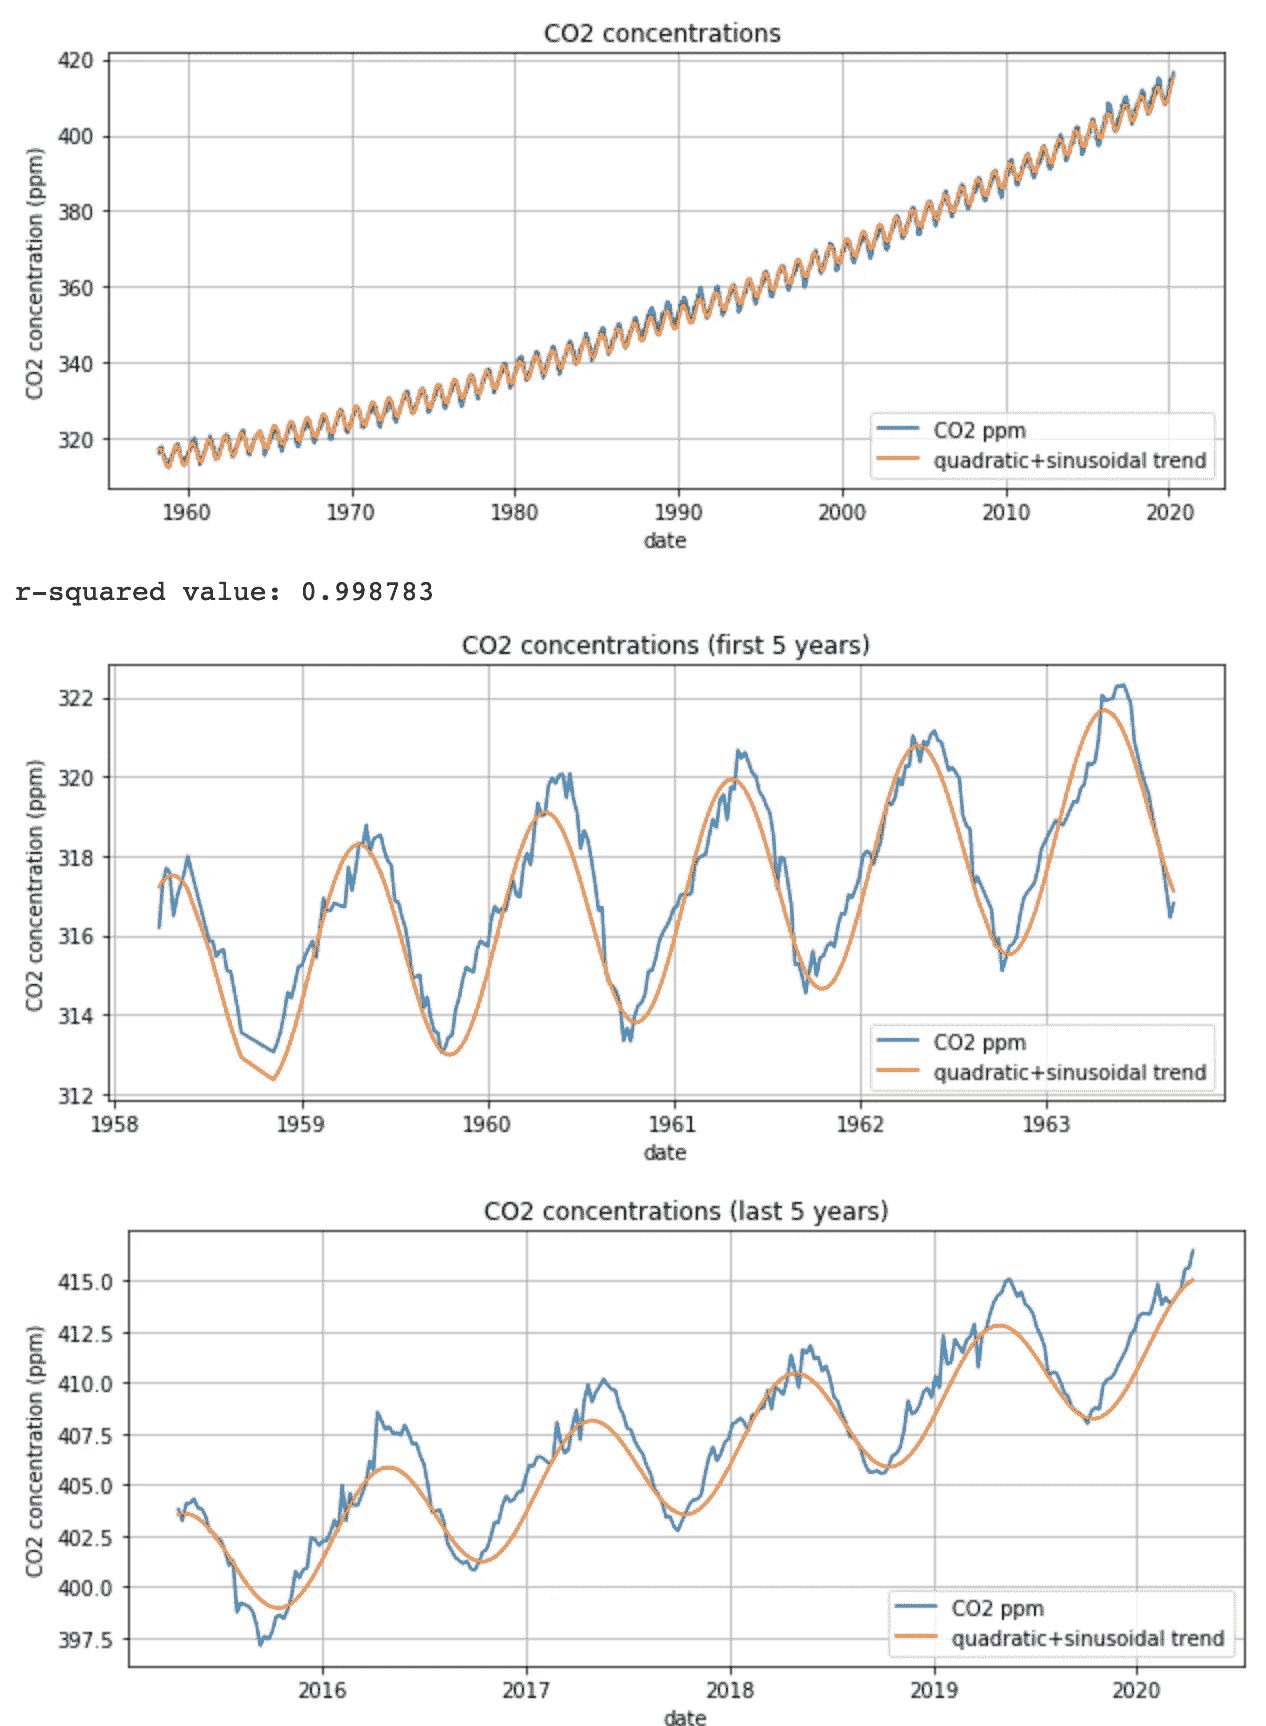 CO2 concentrations
420
400
380
360
340
320
CO2 concentration (ppm)
CO2 ppm
quadratic+sinusoidal trend
1960 1970 1980 1990 2000 2010 2020
date
r-squared value: 0.998783
CO2 concentrations (first 5 years)
322
320
318
316
314
312
CO2 concentration (ppm)
CO2 ppm
quadratic+sinusoidal trend
1958 1959 1960 1961 1962 1963
date
CO2 concentrations (last 5 years)
415.0
412.5
410.0
407.5
405.0
402.5
400.0
397.5
CO2 concentration (ppm)
CO2 ppm
quadratic+sinusoidal trend
2016 2017 2018 2019 2020
date